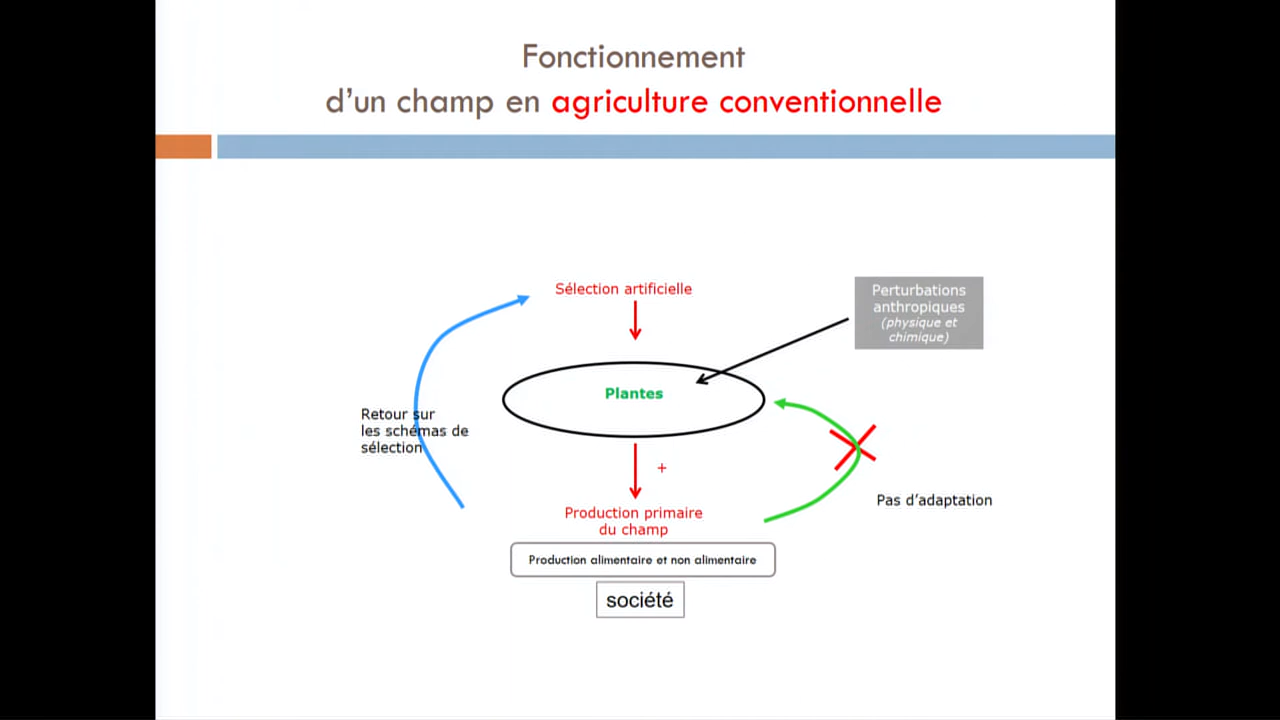 Fonctionnement
d'un champ en agriculture conventionnelle
Sélection artificielle
Perturbations
anthropiques
(physique et
chimique)
Plantes
Retour sur
les schémas de
sélection
+
Pas d'adaptation
Production primaire
du champ
Production alimentaire et non alimentaire
société